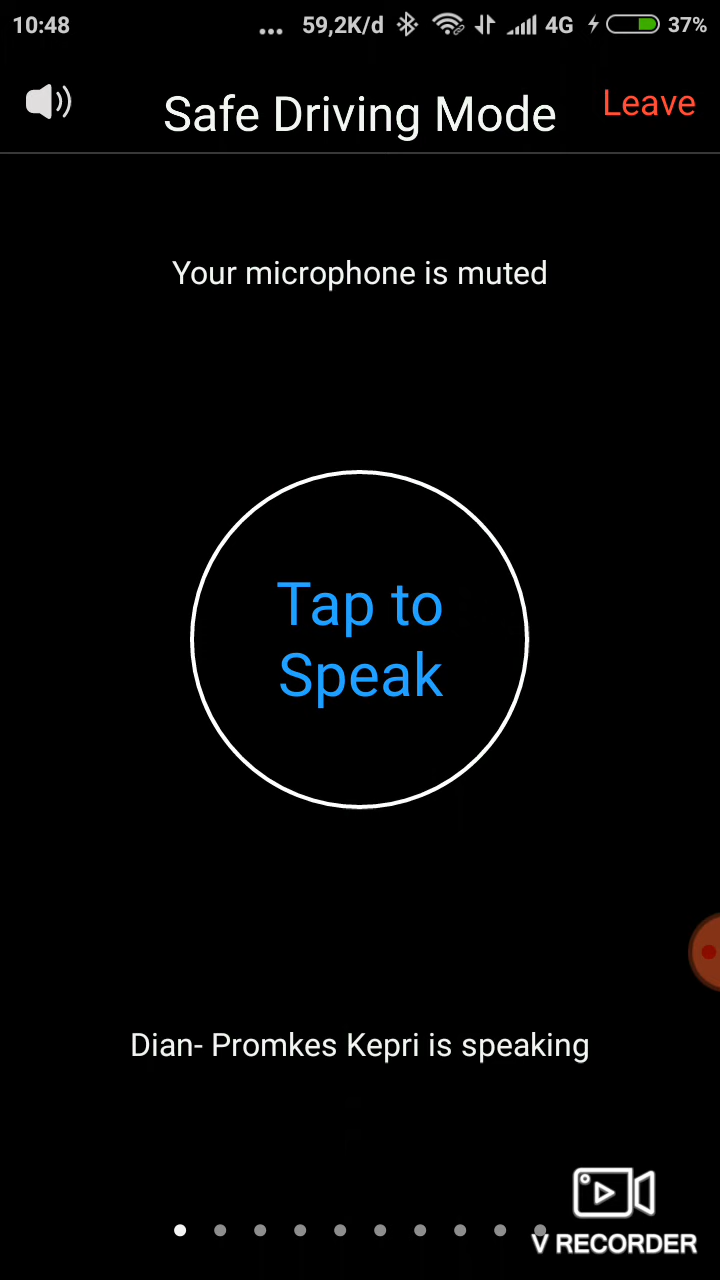 10:48 ... 59,2K/d 4G 37%
Safe Driving Mode Leave
Your microphone is muted
Tap to
Speak
Dian- Promkes Kepri is speaking
V RECORDER